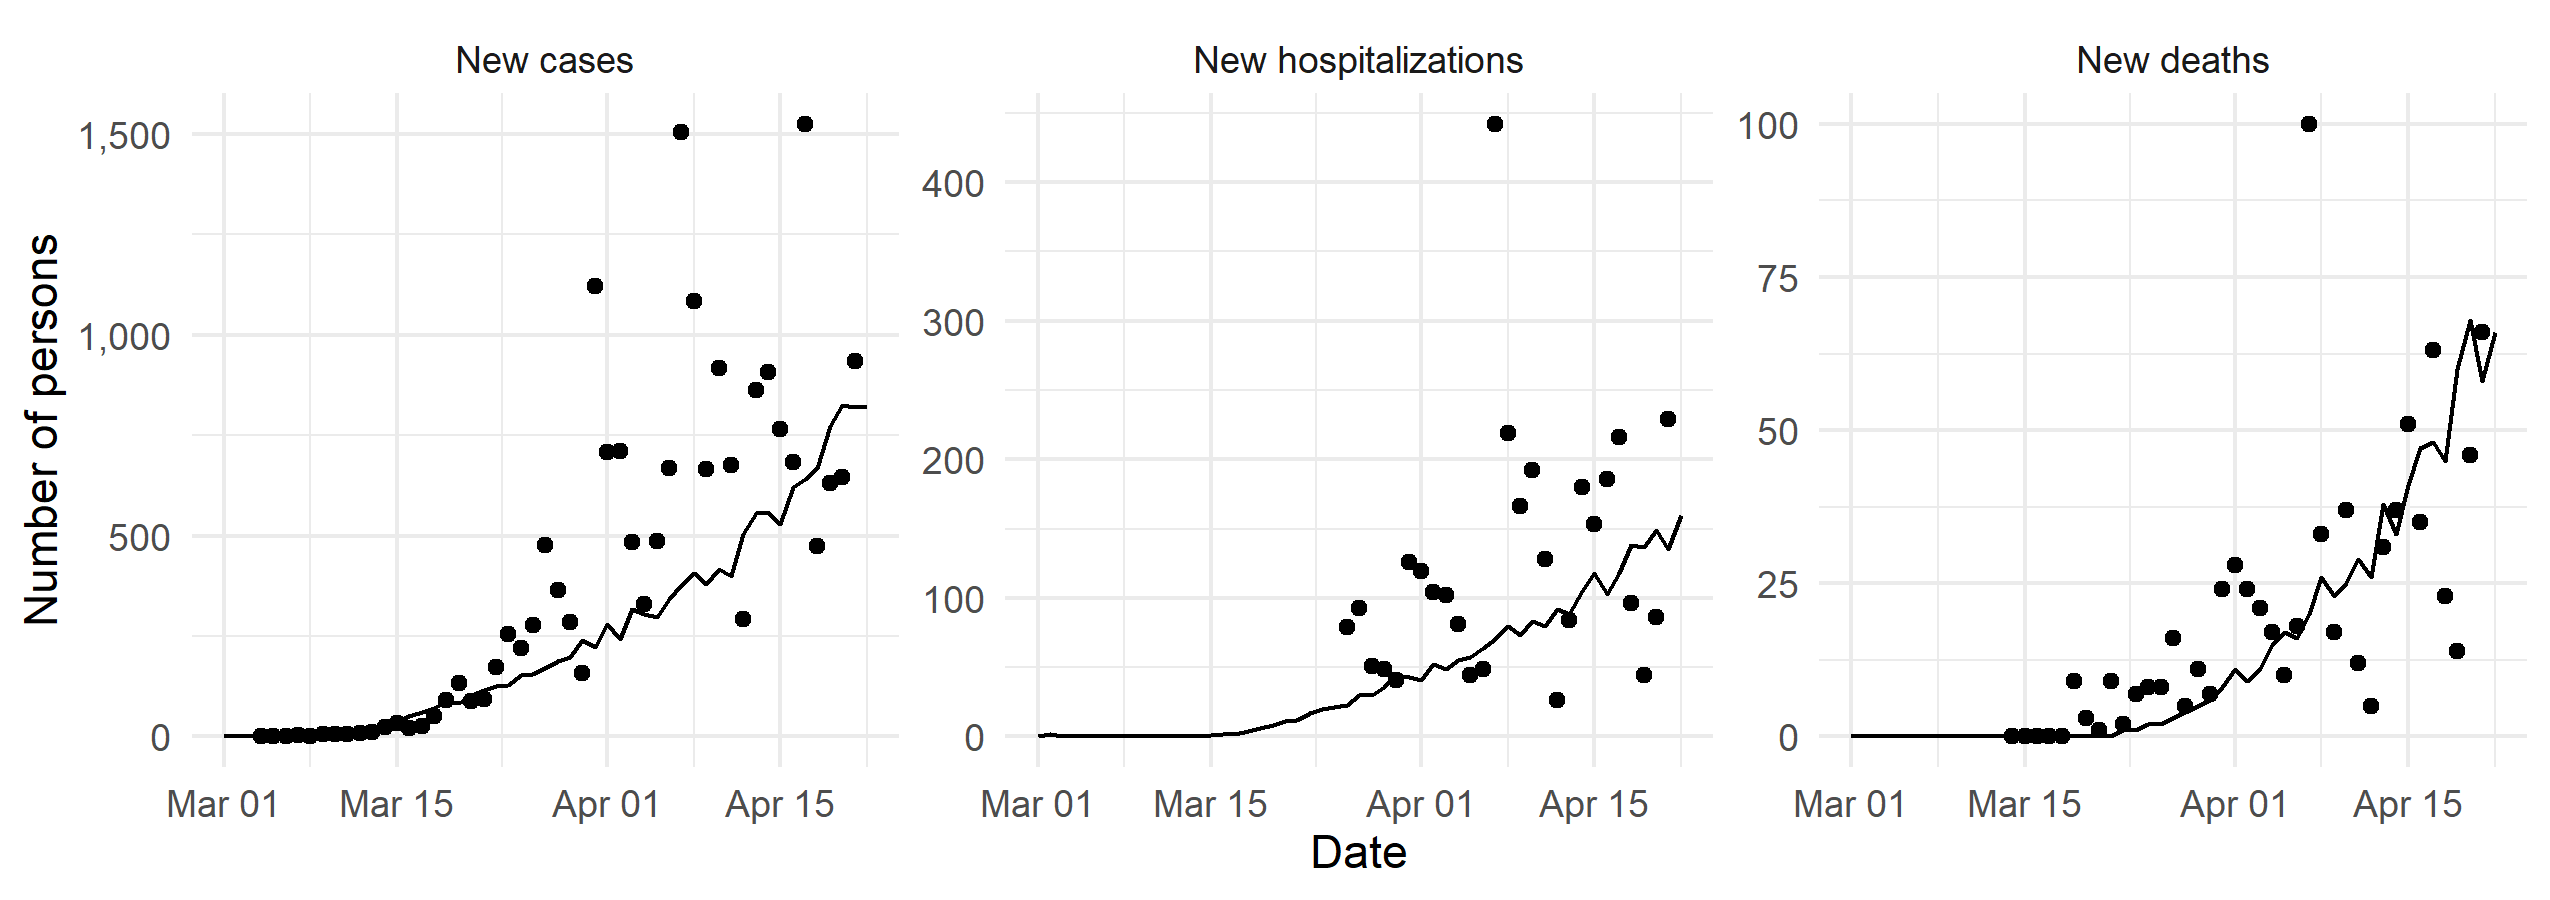 New cases
New hospitalizations
New deaths
Number of persons
1,500
1,000
500
0
400
300
200
100
0
100
75
50
25
0
Mar 01
Mar 15
Apr 01
Apr 15
Mar 01
Mar 15
Apr 01
Apr 15
Mar 01
Mar 15
Apr 01
Apr 15
Date